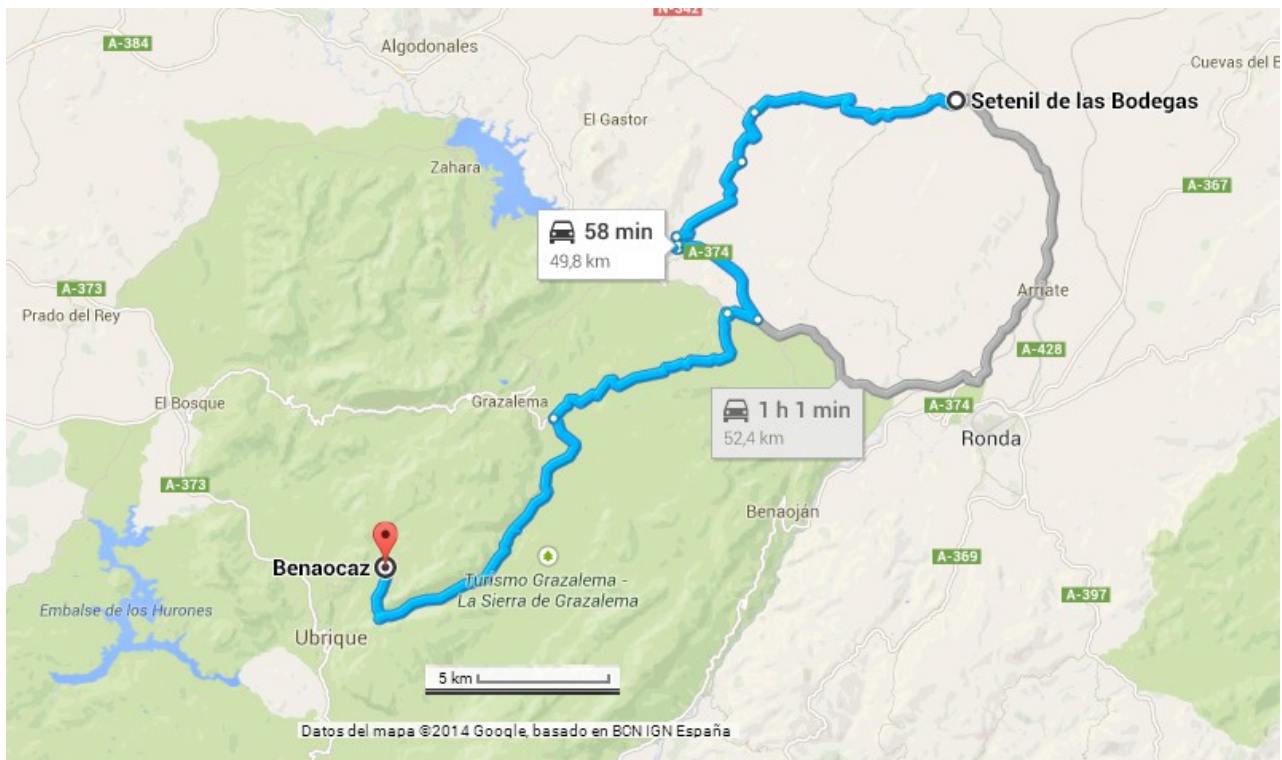 N-342
A-384
Algodonales
Cuevas del B
Setenil de las Bodegas
El Gastor
Zahara
A-367
58 min
49,8 km
A-374
A-373
Prado del Rey
Arriate
A-428
El Bosque
Grazalema
1 h 1 min
52,4 km
A-374
Ronda
A-373
Benaoján
A-369
Benaocaz
Turismo Grazalema -
La Sierra de Grazalema
A-397
Embalse de los Hurones
Ubrique
5 km
Datos del mapa ©2014 Google, basado en BCN IGN España